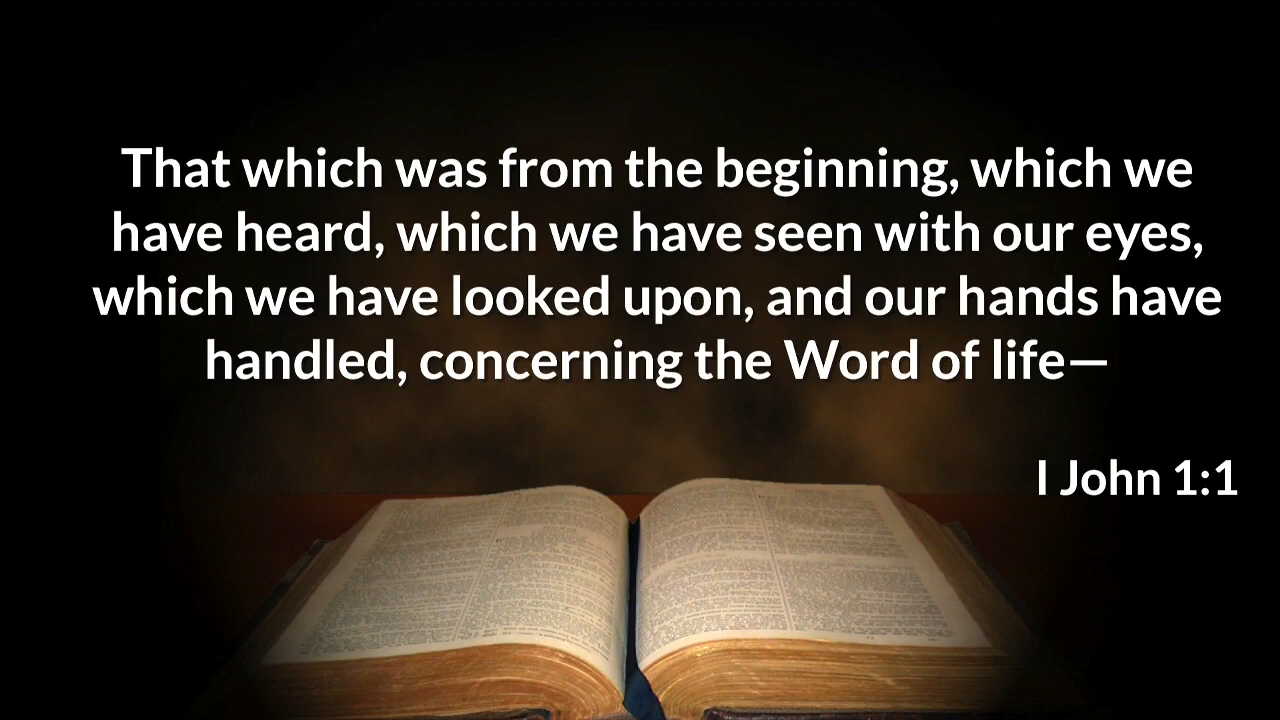 That which was from the beginning, which we
have heard, which we have seen with our eyes,
which we have looked upon, and our hands have
handled, concerning the Word of life—
I John 1:1